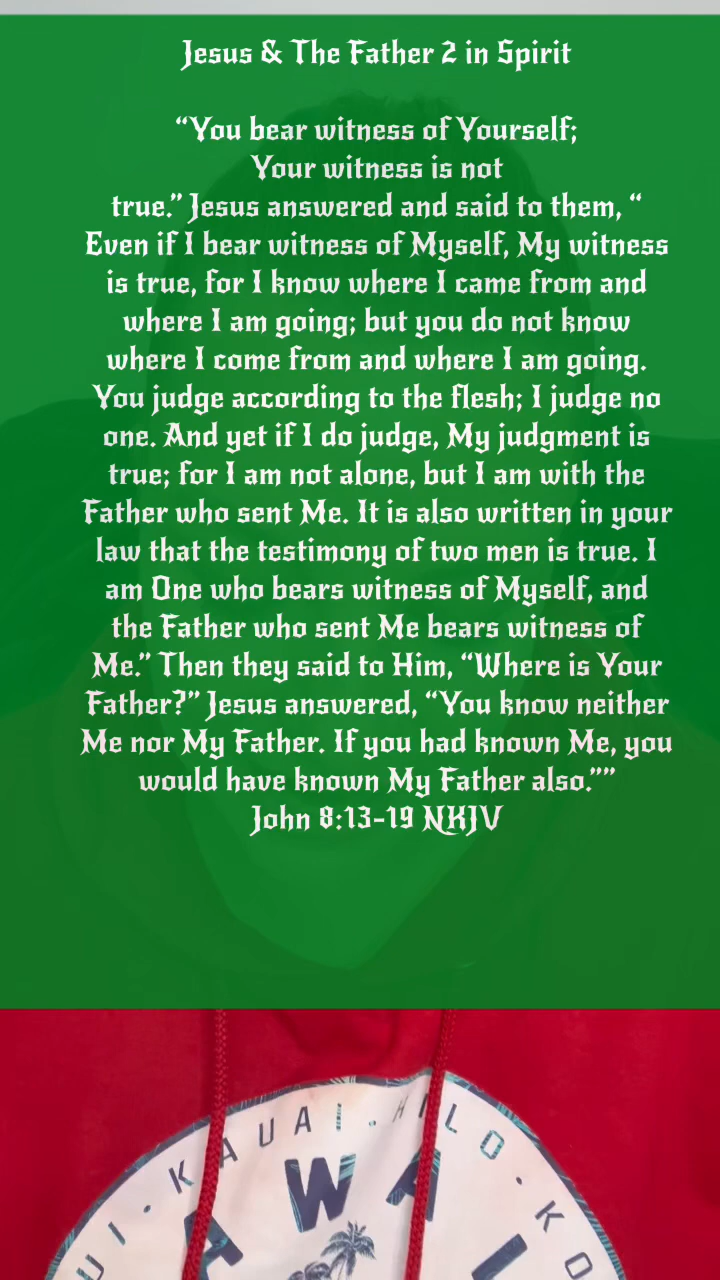 Jesus & The Father 2 in Spirit
“You bear witness of Yourself;
Your witness is not
true.” Jesus answered and said to them, “
Even if I bear witness of Myself, My witness
is true, for I know where I came from and
where I am going; but you do not know
where I come from and where I am going.
You judge according to the flesh; I judge no
one. And yet if I do judge, My judgment is
true; for I am not alone, but I am with the
Father who sent Me. It is also written in your
law that the testimony of two men is true. I
am One who bears witness of Myself, and
the Father who sent Me bears witness of
Me.” Then they said to Him, “Where is Your
Father?” Jesus answered, “You know neither
Me nor My Father. If you had known Me, you
would have known My Father also.””
John 8:13-19 NKJV
UI · KAUAI · HILO · KO
AWAI